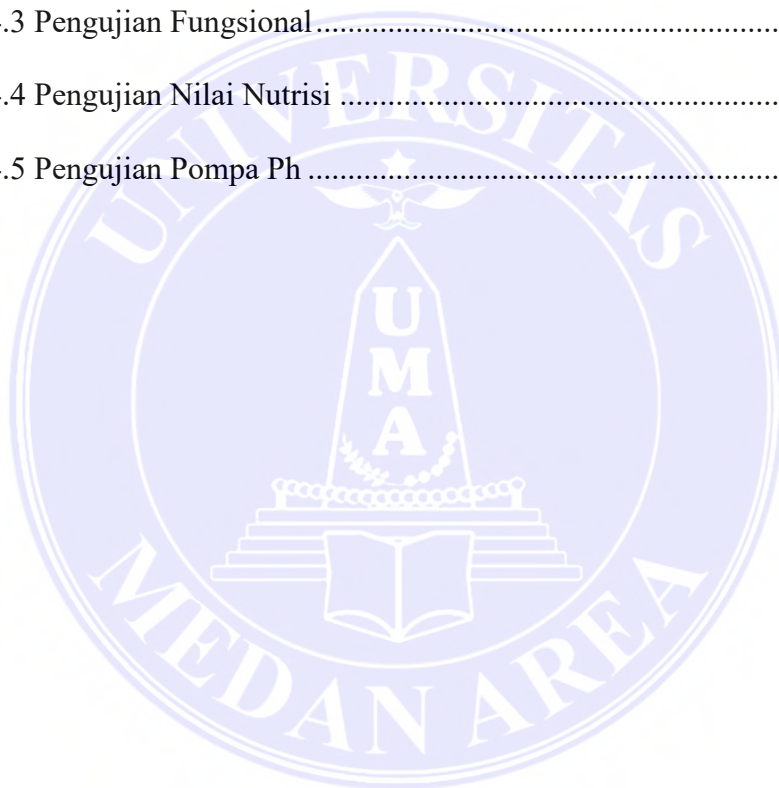 .3 Pengujian Fungsional........................................................................
.4 Pengujian Nilai Nutrisi ....................................................................
.5 Pengujian Pompa Ph .........................................................................
UNIVERSITAS
UMA
MEDAN AREA